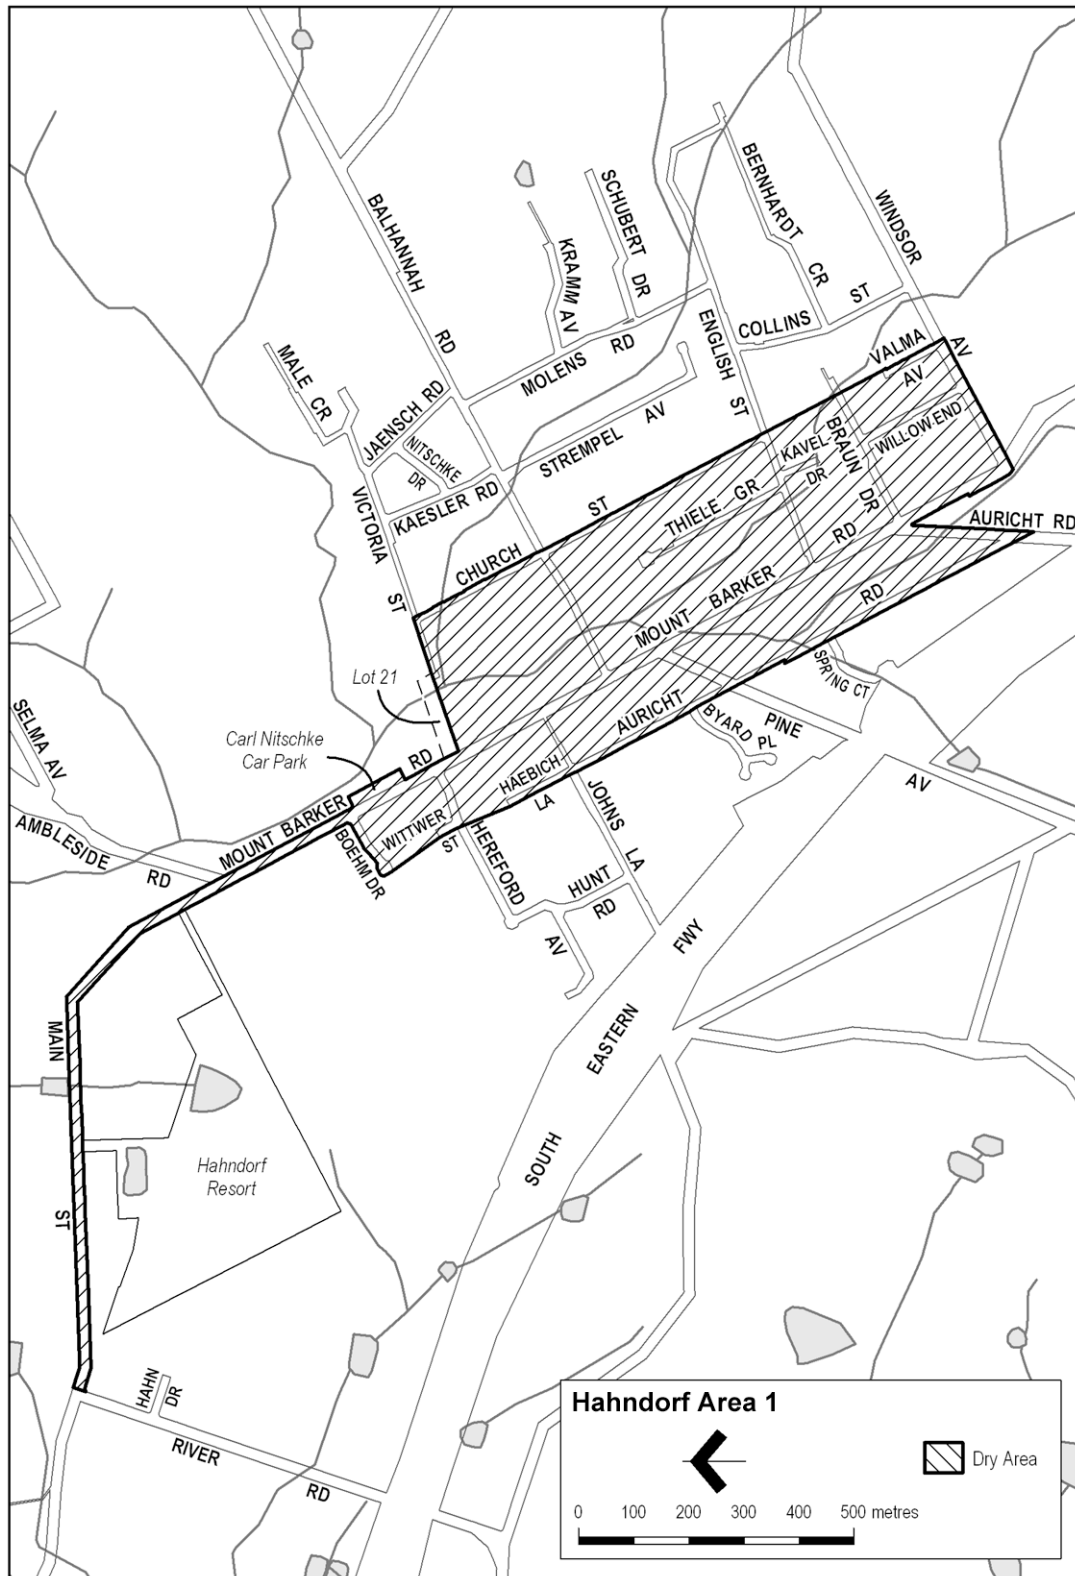 BALHANNAH
RD
SCHUBERT
DR
KRAMM AV
BERNHARDT
CR
WINDSOR
AV
COLLINS
ST
ENGLISH
ST
MOLENS
RD
MALE
CR
JAENSCH RD
NITSCHKE
DR
KAESLER RD
STREMPEL
AV
VICTORIA
ST
VALMA
AV
WILLOW END
KAVEL
DR
BRAUN
DR
THIELE GR
CHURCH
ST
AURICHT RD
MOUNT BARKER
RD
AURICHT
RD
SPRING CT
PINE
AV
BYARD
PL
Lot 21
SELMA AV
Carl Nitschke
Car Park
MOUNT BARKER
RD
AMBLESIDE
RD
BOEHM DR
WITTWER
ST
HAEBICH
LA
JOHNS
LA
HEREFORD
AV
HUNT
RD
SOUTH
EASTERN
FWY
MAIN
ST
Hahndorf
Resort
HAHN
DR
RIVER
RD
Hahndorf Area 1
Dry Area
0 100 200 300 400 500 metres